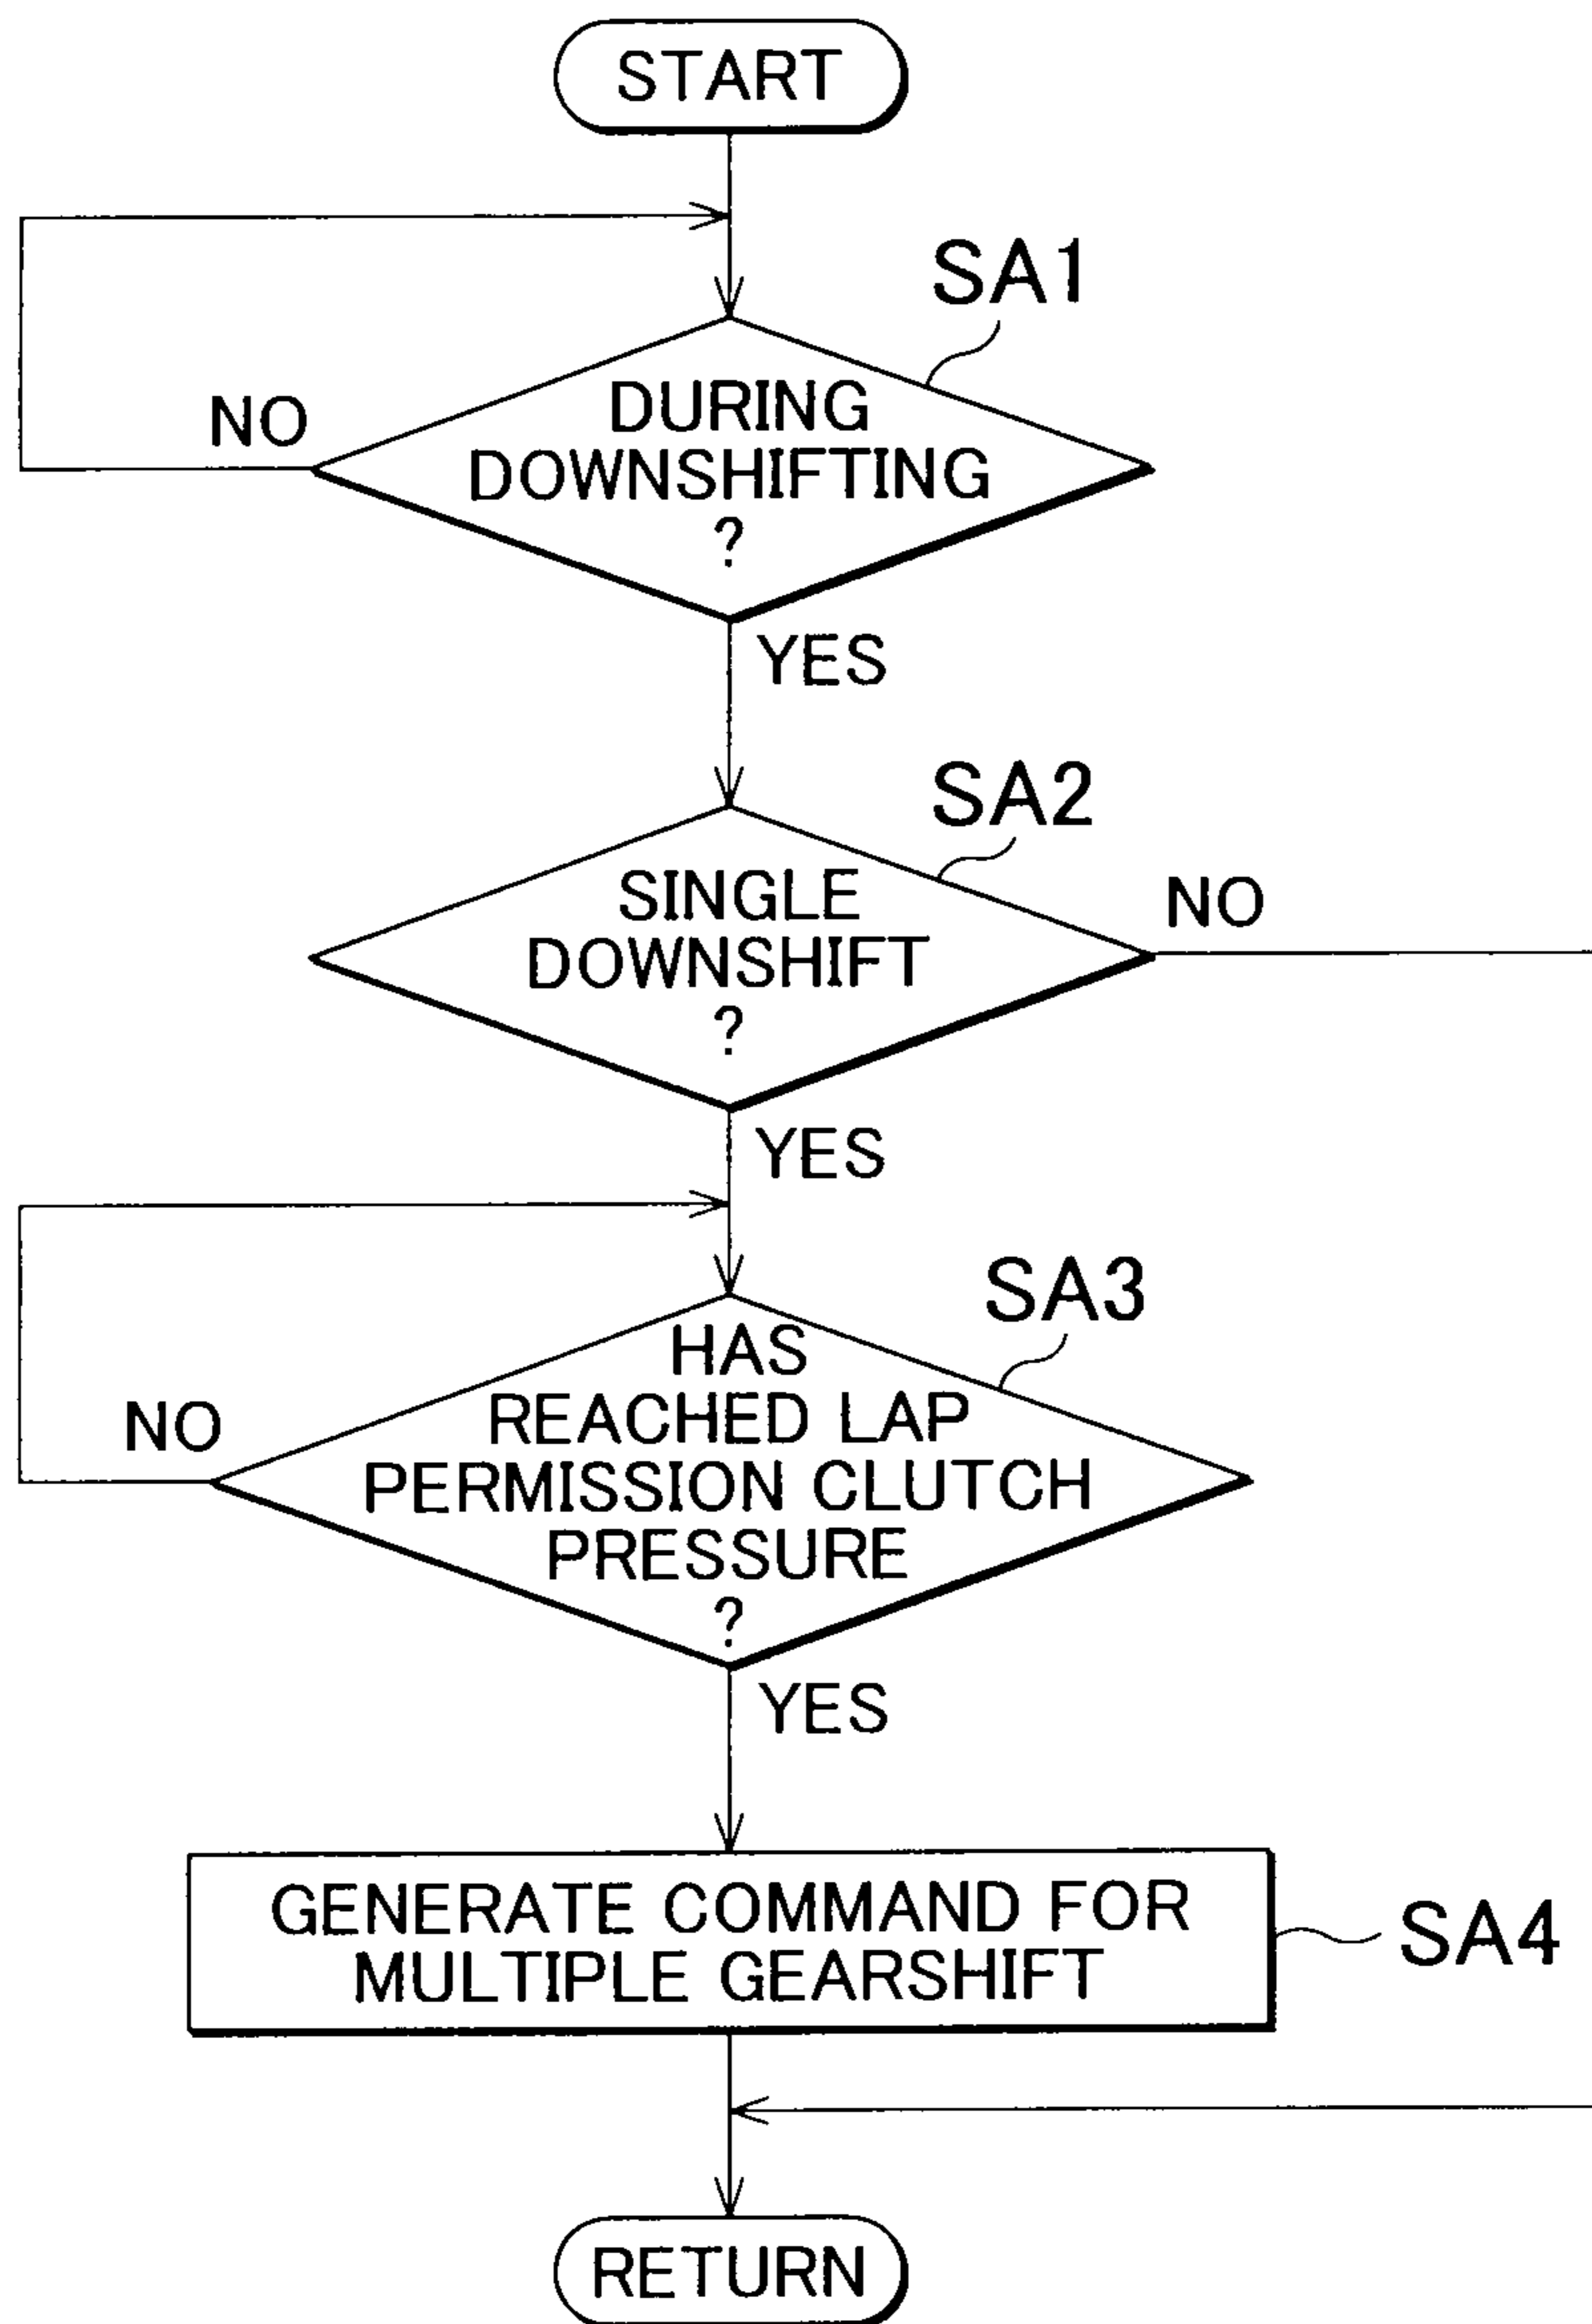 START
SA1
NO
DURING
DOWNSHIFTING
?
YES
SA2
SINGLE
DOWNSHIFT
?
NO
YES
SA3
HAS
REACHED LAP
PERMISSION CLUTCH
PRESSURE
?
NO
YES
GENERATE COMMAND FOR
MULTIPLE GEARSHIFT
SA4
RETURN